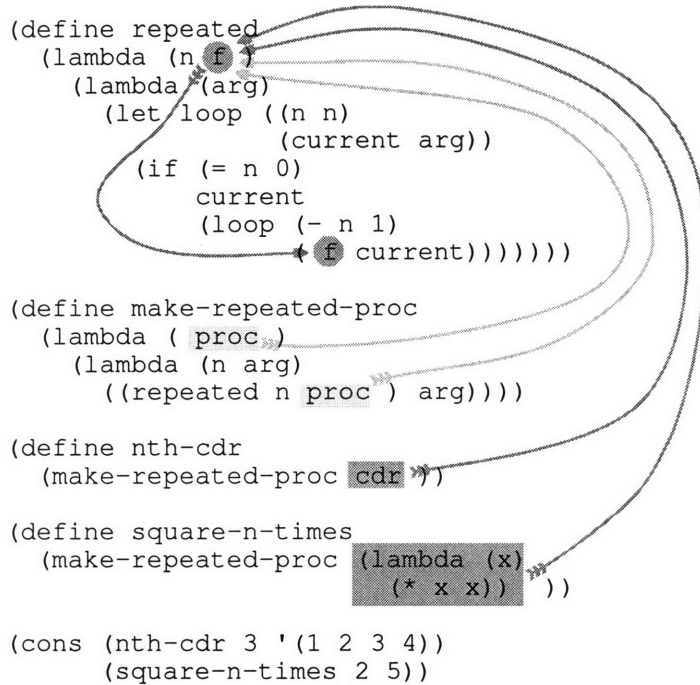 (define repeated
  (lambda (n f )
    (lambda (arg)
      (let loop ((n n)
                 (current arg))
        (if (= n 0)
            current
            (loop (- n 1)
                  ( f current)))))))

(define make-repeated-proc
  (lambda ( proc )
    (lambda (n arg)
      ((repeated n proc ) arg))))

(define nth-cdr
  (make-repeated-proc cdr ))

(define square-n-times
  (make-repeated-proc (lambda (x)
                        (* x x)) ))

(cons (nth-cdr 3 '(1 2 3 4))
      (square-n-times 2 5))